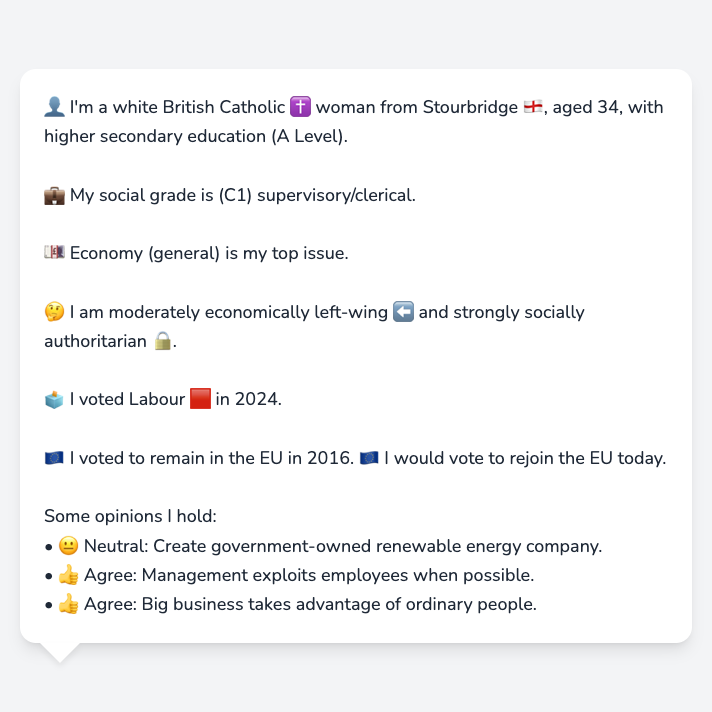 👤 I'm a white British Catholic ✝️ woman from Stourbridge 🏴󠁧󠁢󠁥󠁮󠁧󠁿, aged 34, with
higher secondary education (A Level).
💼 My social grade is (C1) supervisory/clerical.
💷 Economy (general) is my top issue.
🤔 I am moderately economically left-wing ⬅️ and strongly socially
authoritarian 🔒.
🗳️ I voted Labour 🟥 in 2024.
🇪🇺 I voted to remain in the EU in 2016. 🇪🇺 I would vote to rejoin the EU today.
Some opinions I hold:
• 😐 Neutral: Create government-owned renewable energy company.
• 👍 Agree: Management exploits employees when possible.
• 👍 Agree: Big business takes advantage of ordinary people.